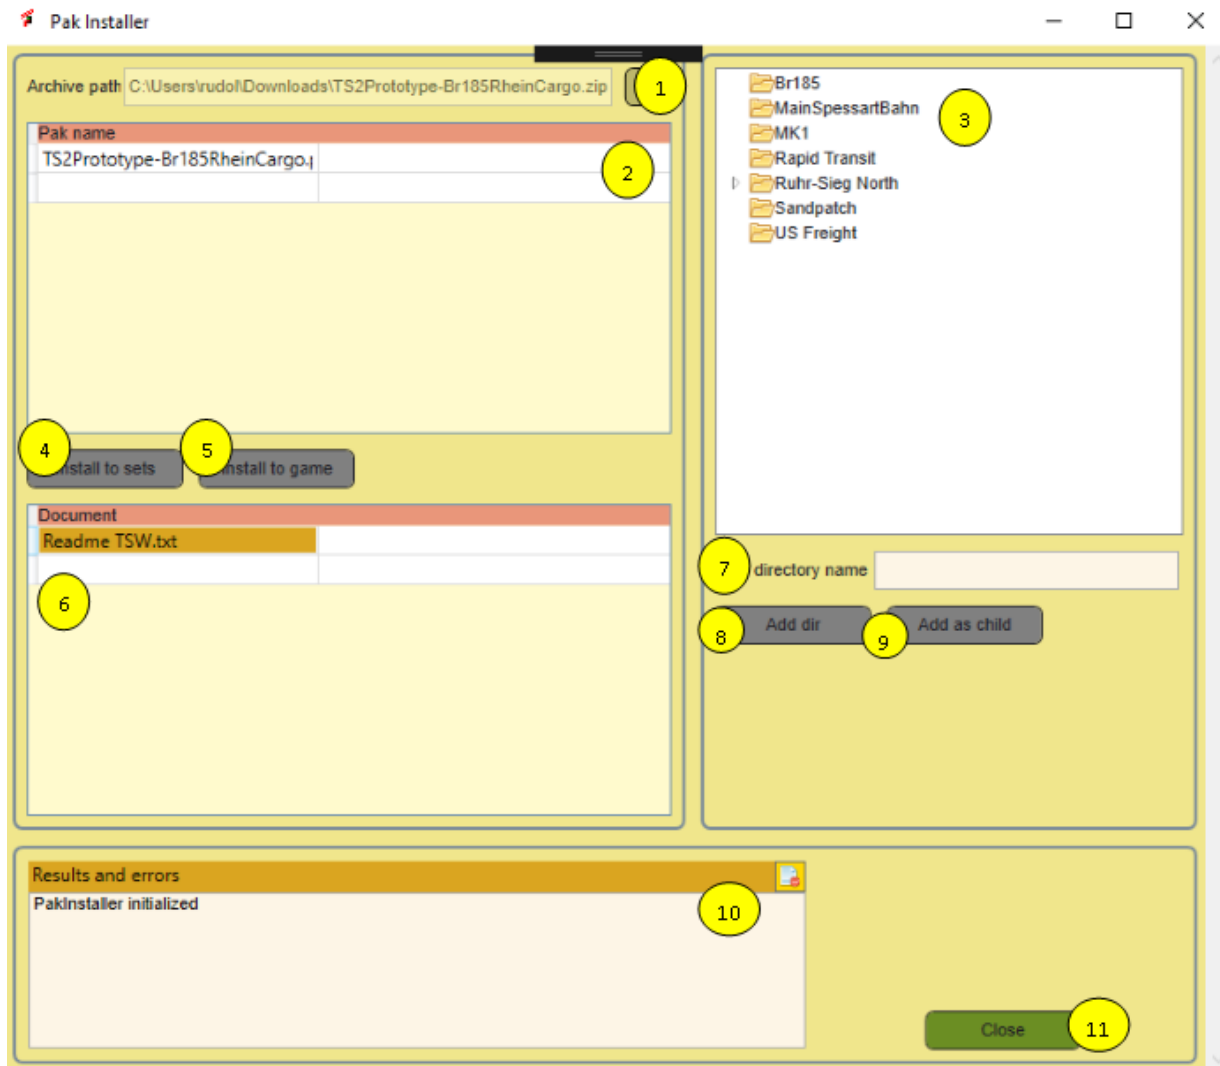 Pak Installer
Archive path C:\Users\rudol\Downloads\TS2Prototype-Br185RheinCargo.zip 1
Pak name
TS2Prototype-Br185RheinCargo.p
2
Br185
MainSpessartBahn
3
MK1
Rapid Transit
Ruhr-Sieg North
Sandpatch
US Freight
4 nstall to sets
5 nstall to game
Document
Readme TSW.txt
6
7 directory name
8 Add dir
9 Add as child
Results and errors
PakInstaller initialized
10
Close 11